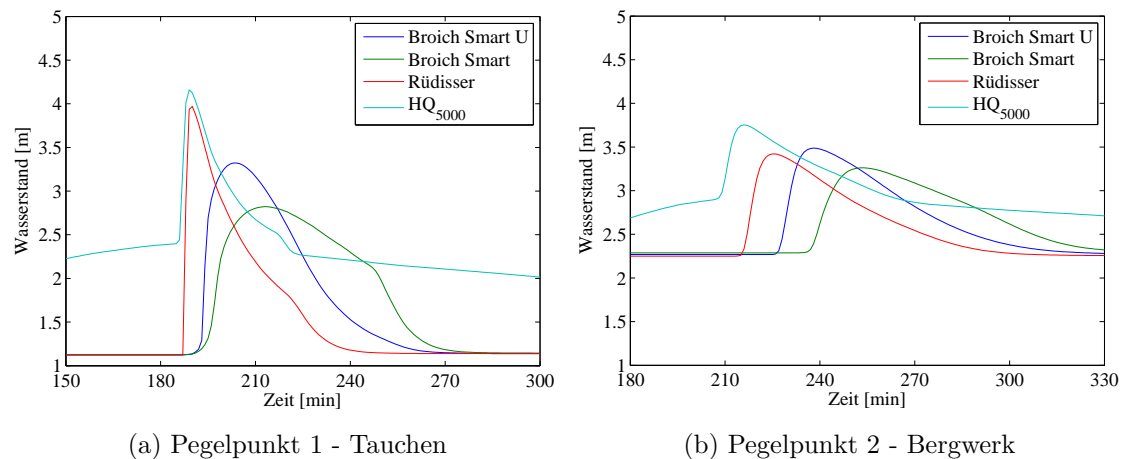 5
4.5
4
3.5
3
2.5
2
1.5
1
Wasserstand [m]
150 180 210 240 270 300
Zeit [min]
Broich Smart U
Broich Smart
Rüdisser
HQ5000
(a) Pegelpunkt 1 - Tauchen
5
4.5
4
3.5
3
2.5
2
1.5
1
Wasserstand [m]
180 210 240 270 300 330
Zeit [min]
Broich Smart U
Broich Smart
Rüdisser
HQ5000
(b) Pegelpunkt 2 - Bergwerk